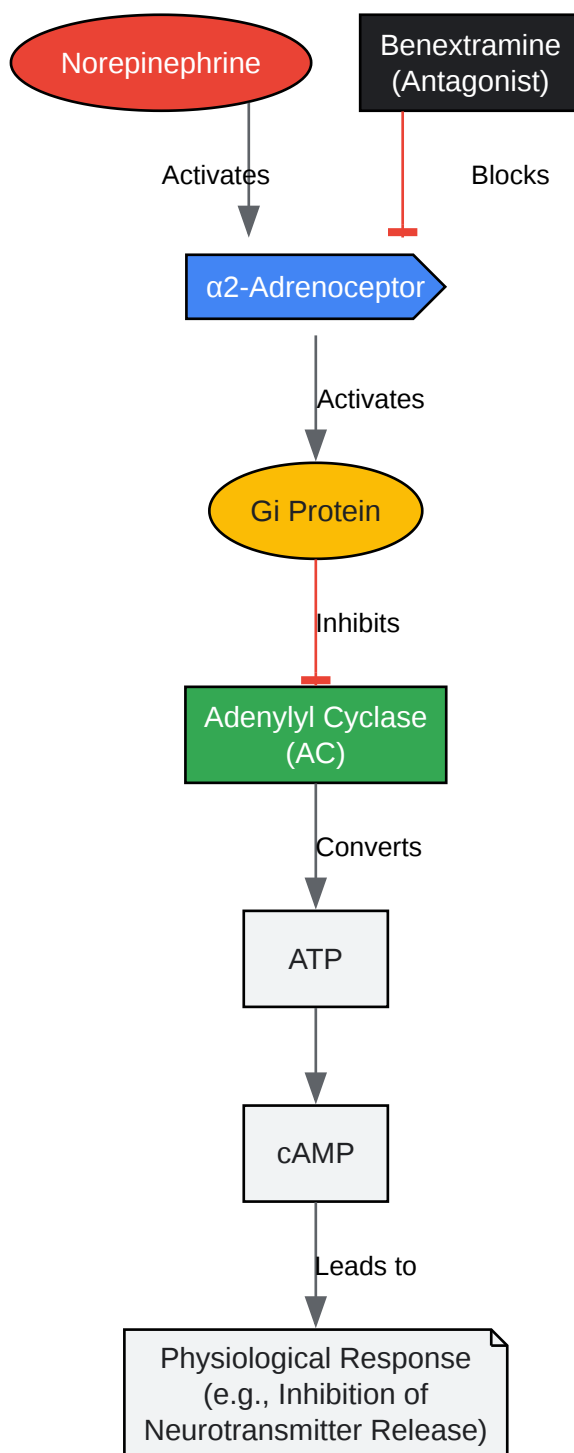 Norepinephrine
Benextramine
(Antagonist)
Activates
Blocks
α2-Adrenoceptor
Activates
Gi Protein
Inhibits
Adenylyl Cyclase
(AC)
Converts
ATP
cAMP
Leads to
Physiological Response
(e.g., Inhibition of
Neurotransmitter Release)